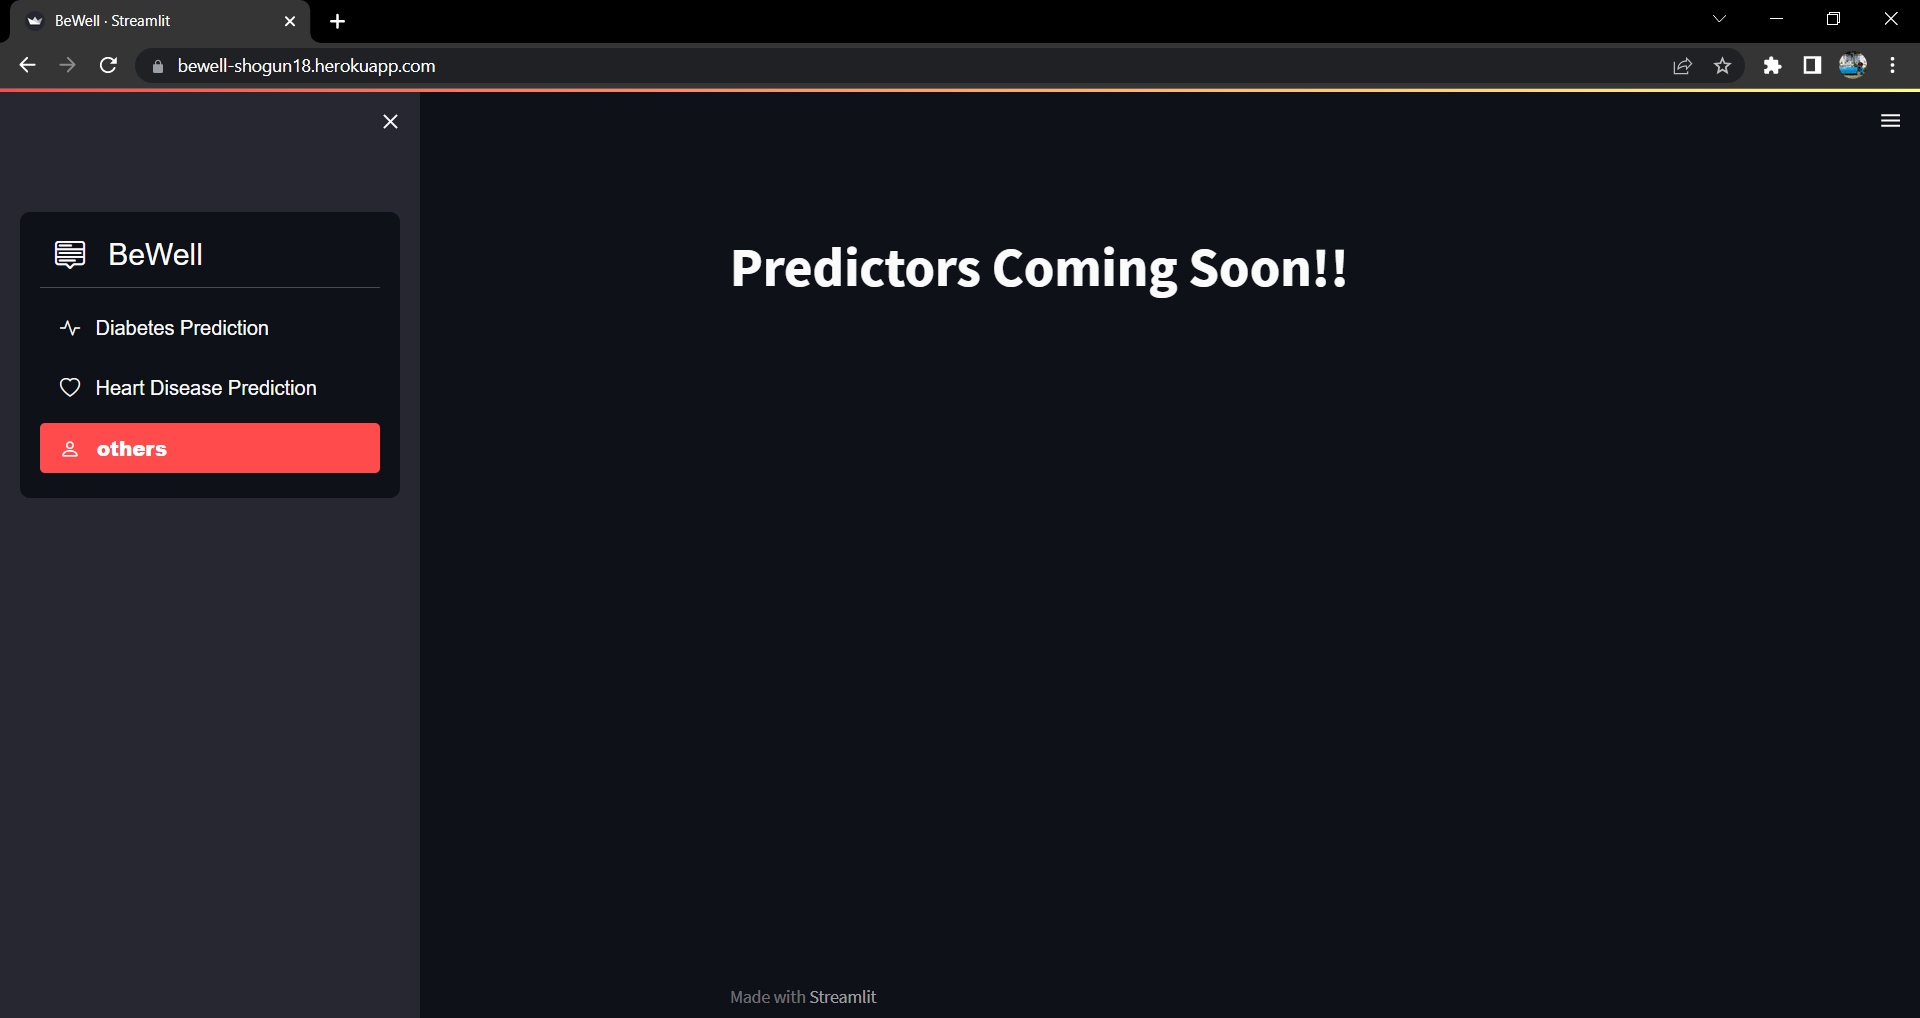 BeWell · Streamlit
bewell-shogun18.herokuapp.com
BeWell
Diabetes Prediction
Heart Disease Prediction
others
Predictors Coming Soon!!
Made with Streamlit